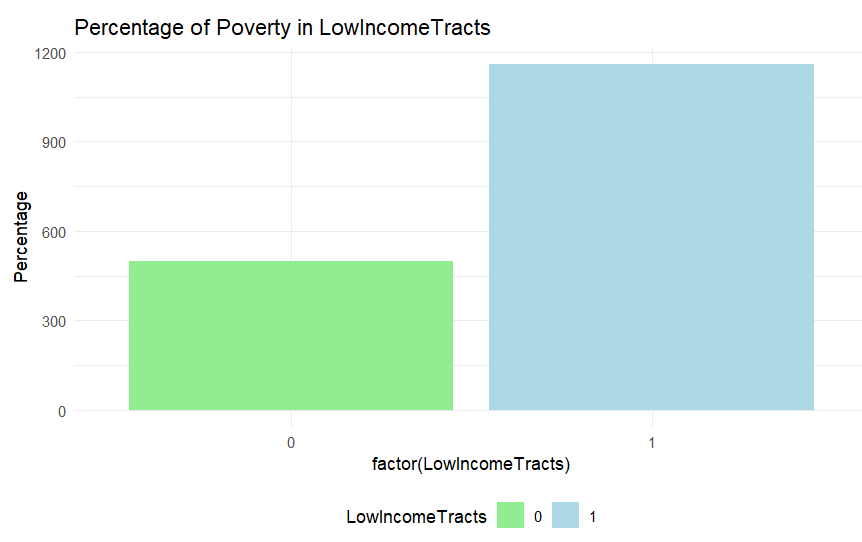 Percentage of Poverty in LowIncomeTracts
1200
900
600
300
0
Percentage
0 1
factor(LowIncomeTracts)
LowIncomeTracts 0 1